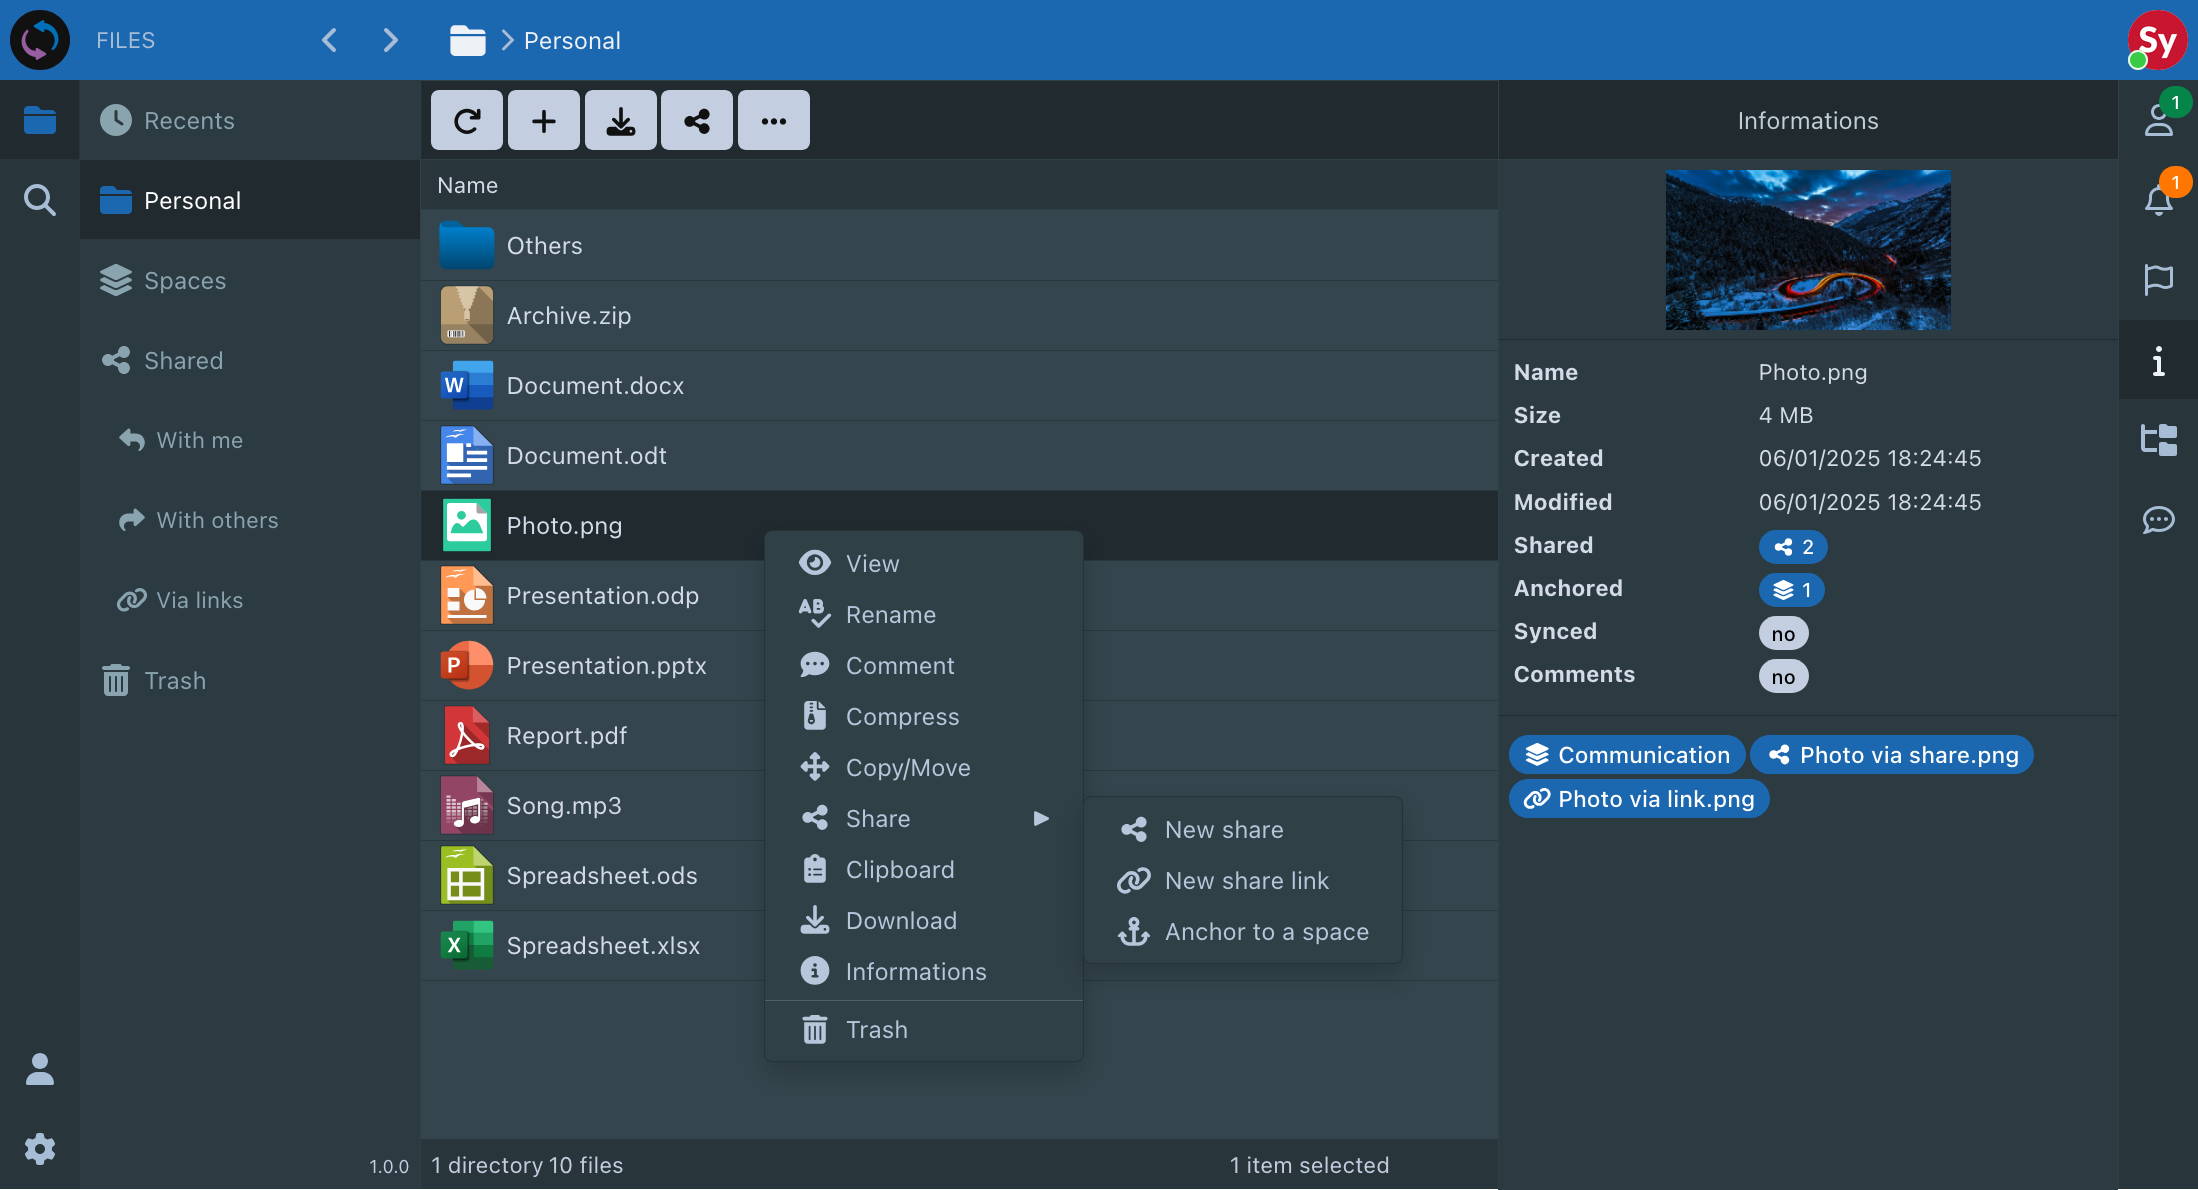 FILES
Personal
Sy
Recents
Personal
Spaces
Shared
With me
With others
Via links
Trash
1.0.0
Name
Others
Archive.zip
W
Document.docx
Document.odt
Photo.png
Presentation.odp
P
Presentation.pptx
Report.pdf
Song.mp3
Spreadsheet.ods
X
Spreadsheet.xlsx
1 directory 10 files
1 item selected
View
AB
Rename
Comment
Compress
Copy/Move
Share
Clipboard
Download
Informations
Trash
New share
New share link
Anchor to a space
Informations
Name Photo.png
Size 4 MB
Created 06/01/2025 18:24:45
Modified 06/01/2025 18:24:45
Shared 2
Anchored 1
Synced no
Comments no
Communication Photo via share.png
Photo via link.png
1
1